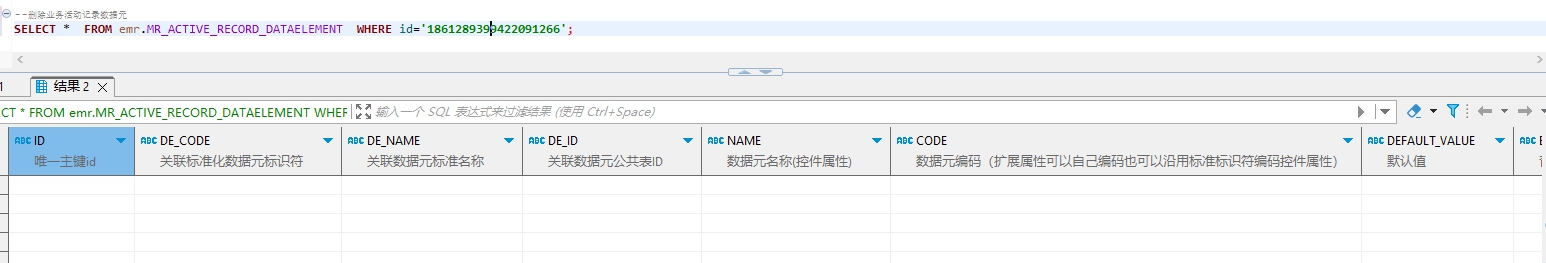 --删除业务活动记录数据元
SELECT *  FROM emr.MR_ACTIVE_RECORD_DATAELEMENT  WHERE id='1861289399422091266';
1 结果 2
CT * FROM emr.MR_ACTIVE_RECORD_DATAELEMENT WHER 输入一个 SQL 表达式来过滤结果 (使用 Ctrl+Space)
ABC ID ABC DE_CODE ABC DE_NAME ABC DE_ID ABC NAME ABC CODE ABC DEFAULT_VALUE ABC E
唯一主键id 关联标准化数据元标识符 关联数据元标准名称 关联数据元公共表ID 数据元名称(控件属性) 数据元编码（扩展属性可以自己编码也可以沿用标准标识符编码控件属性） 默认值